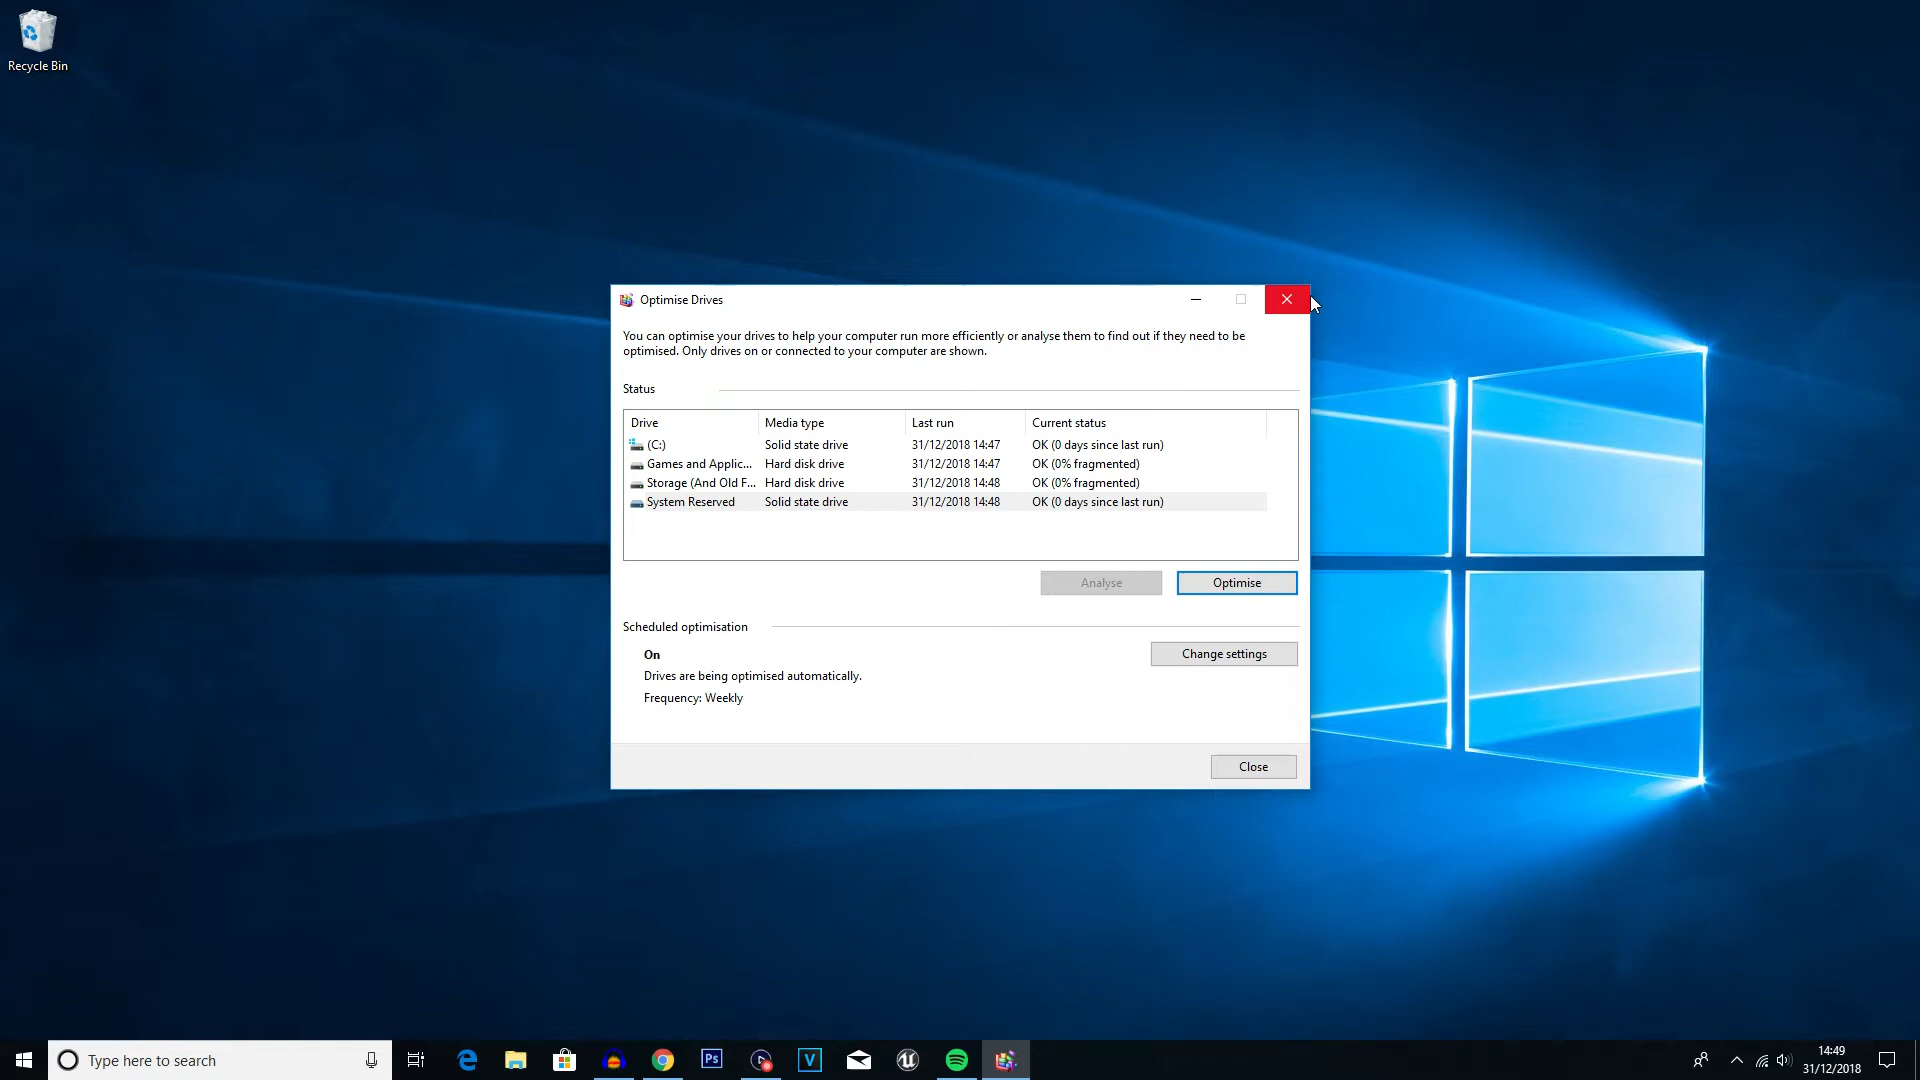 Recycle Bin
Optimise Drives
You can optimise your drives to help your computer run more efficiently or analyse them to find out if they need to be
optimised. Only drives on or connected to your computer are shown.
Status
Drive Media type Last run Current status
(C:) Solid state drive 31/12/2018 14:47 OK (0 days since last run)
Games and Applic... Hard disk drive 31/12/2018 14:47 OK (0% fragmented)
Storage (And Old F... Hard disk drive 31/12/2018 14:48 OK (0% fragmented)
System Reserved Solid state drive 31/12/2018 14:48 OK (0 days since last run)
Analyse Optimise
Scheduled optimisation
On
Change settings
Drives are being optimised automatically.
Frequency: Weekly
Close
Type here to search
Ps
V
14:49
31/12/2018